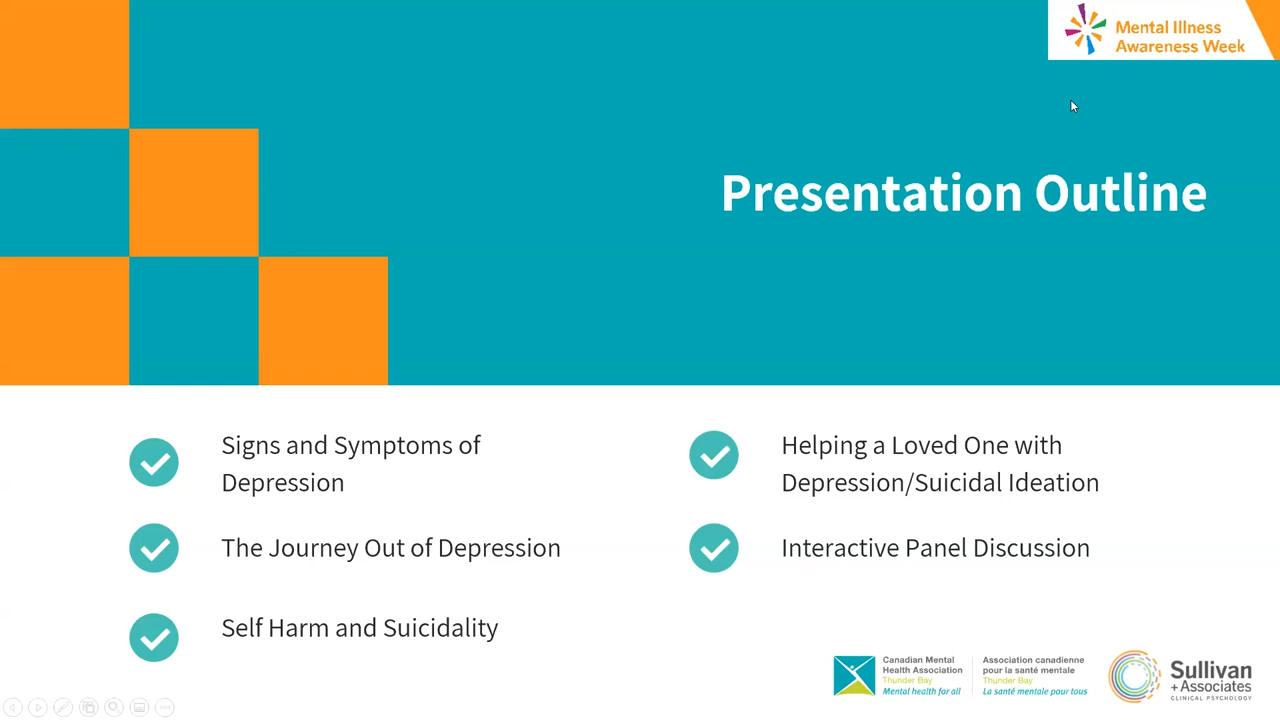 Mental Illness
Awareness Week
Presentation Outline
Signs and Symptoms of
Depression
The Journey Out of Depression
Self Harm and Suicidality
Helping a Loved One with
Depression/Suicidal Ideation
Interactive Panel Discussion
Canadian Mental
Health Association
Thunder Bay
Mental health for all
Association canadienne
pour la santé mentale
Thunder Bay
La santé mentale pour tous
Sullivan
+Associates
CLINICAL PSYCHOLOGY